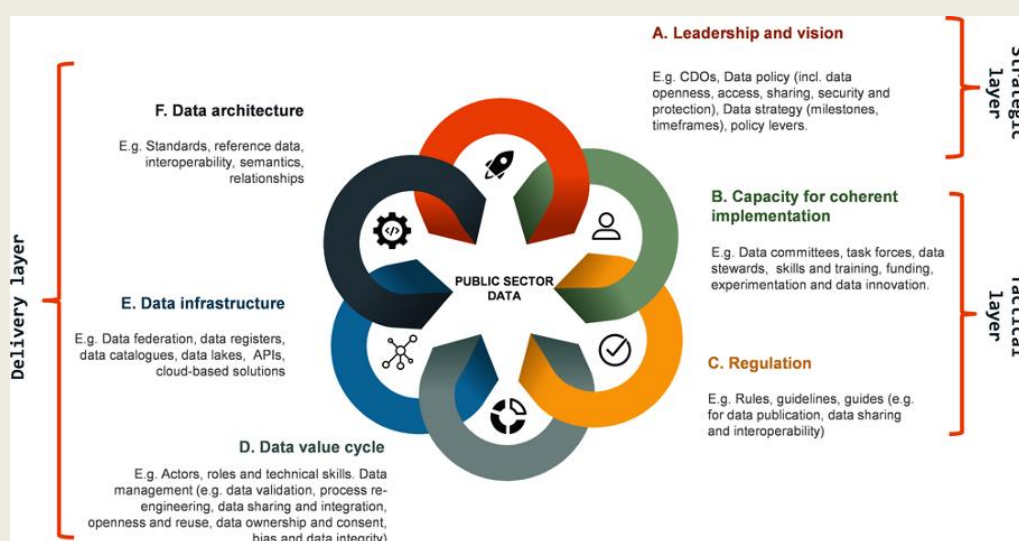 A. Leadership and vision
E.g. CDOs, Data policy (incl. data
openness, access, sharing, security and
protection), Data strategy (milestones,
timeframes), policy levers.
Strategic
layer
B. Capacity for coherent
implementation
E.g. Data committees, task forces, data
stewards, skills and training, funding,
experimentation and data innovation.
C. Regulation
E.g. Rules, guidelines, guides (e.g.
for data publication, data sharing
and interoperability)
layer
PUBLIC SECTOR
DATA
F. Data architecture
E.g. Standards, reference data,
interoperability, semantics,
relationships
E. Data infrastructure
E.g. Data federation, data registers,
data catalogues, data lakes, APIs,
cloud-based solutions
D. Data value cycle
E.g. Actors, roles and technical skills. Data
management (e.g. data validation, process re-
engineering, data sharing and integration,
openness and reuse, data ownership and consent,
bias and data integrity)
Delivery layer